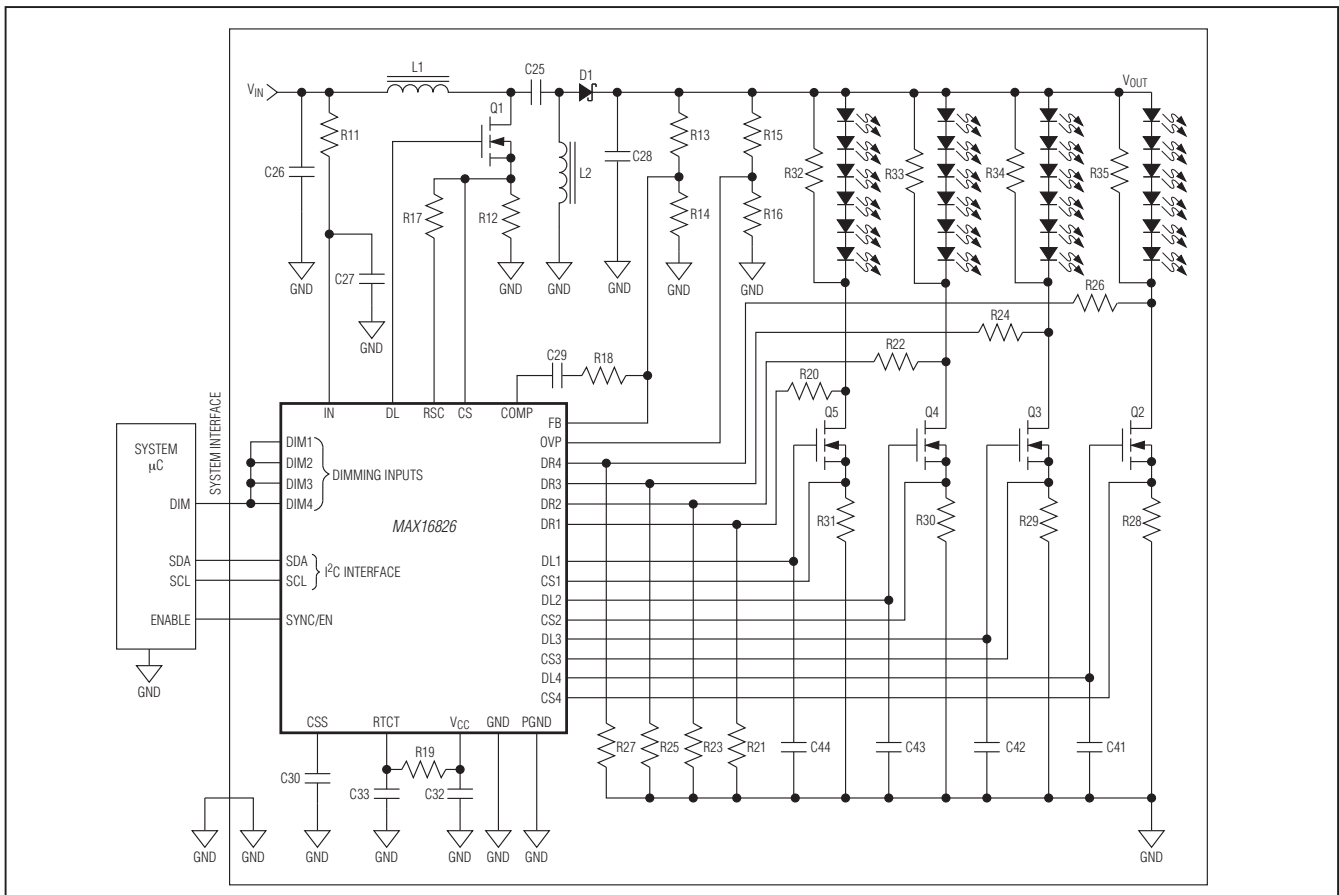 VIN
L1
C25
D1
VOUT
Q1
R11
R13
R15
C26
C28
L2
R32
R33
R34
R35
R17
R12
R14
R16
C27
GND
GND
GND
GND
GND
GND
GND
R26
R24
C29
R18
R22
R20
SYSTEM INTERFACE
IN
DL
RSC
CS
COMP
FB
OVP
DR4
DR3
DR2
DR1
DL1
CS1
DL2
CS2
DL3
CS3
DL4
CS4
Q5
Q4
Q3
Q2
SYSTEM
µC
DIM
SDA
SCL
ENABLE
GND
DIM1
DIM2
DIM3
DIM4
DIMMING INPUTS
MAX16826
SDA
SCL
I2C INTERFACE
SYNC/EN
R31
R30
R29
R28
CSS
RTCT
VCC
GND
PGND
R19
C30
C33
C32
R27
R25
R23
R21
C44
C43
C42
C41
GND
GND
GND
GND
GND
GND
GND
GND